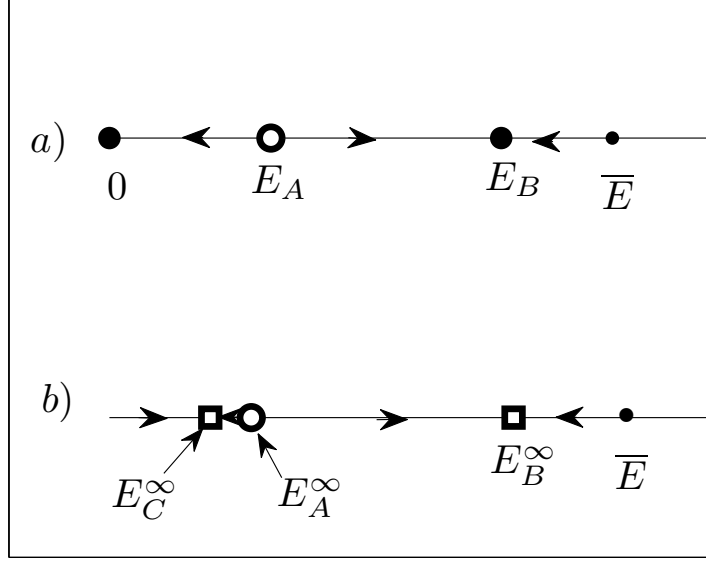 a)
0 E_A E_B \overline{E}
b)
E_C^∞ E_A^∞ E_B^∞ \overline{E}